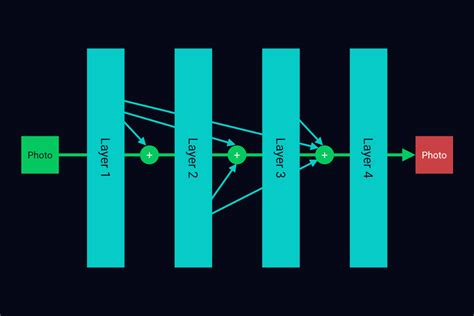 Photo
Layer 1
+
Layer 2
+
Layer 3
+
Layer 4
Photo